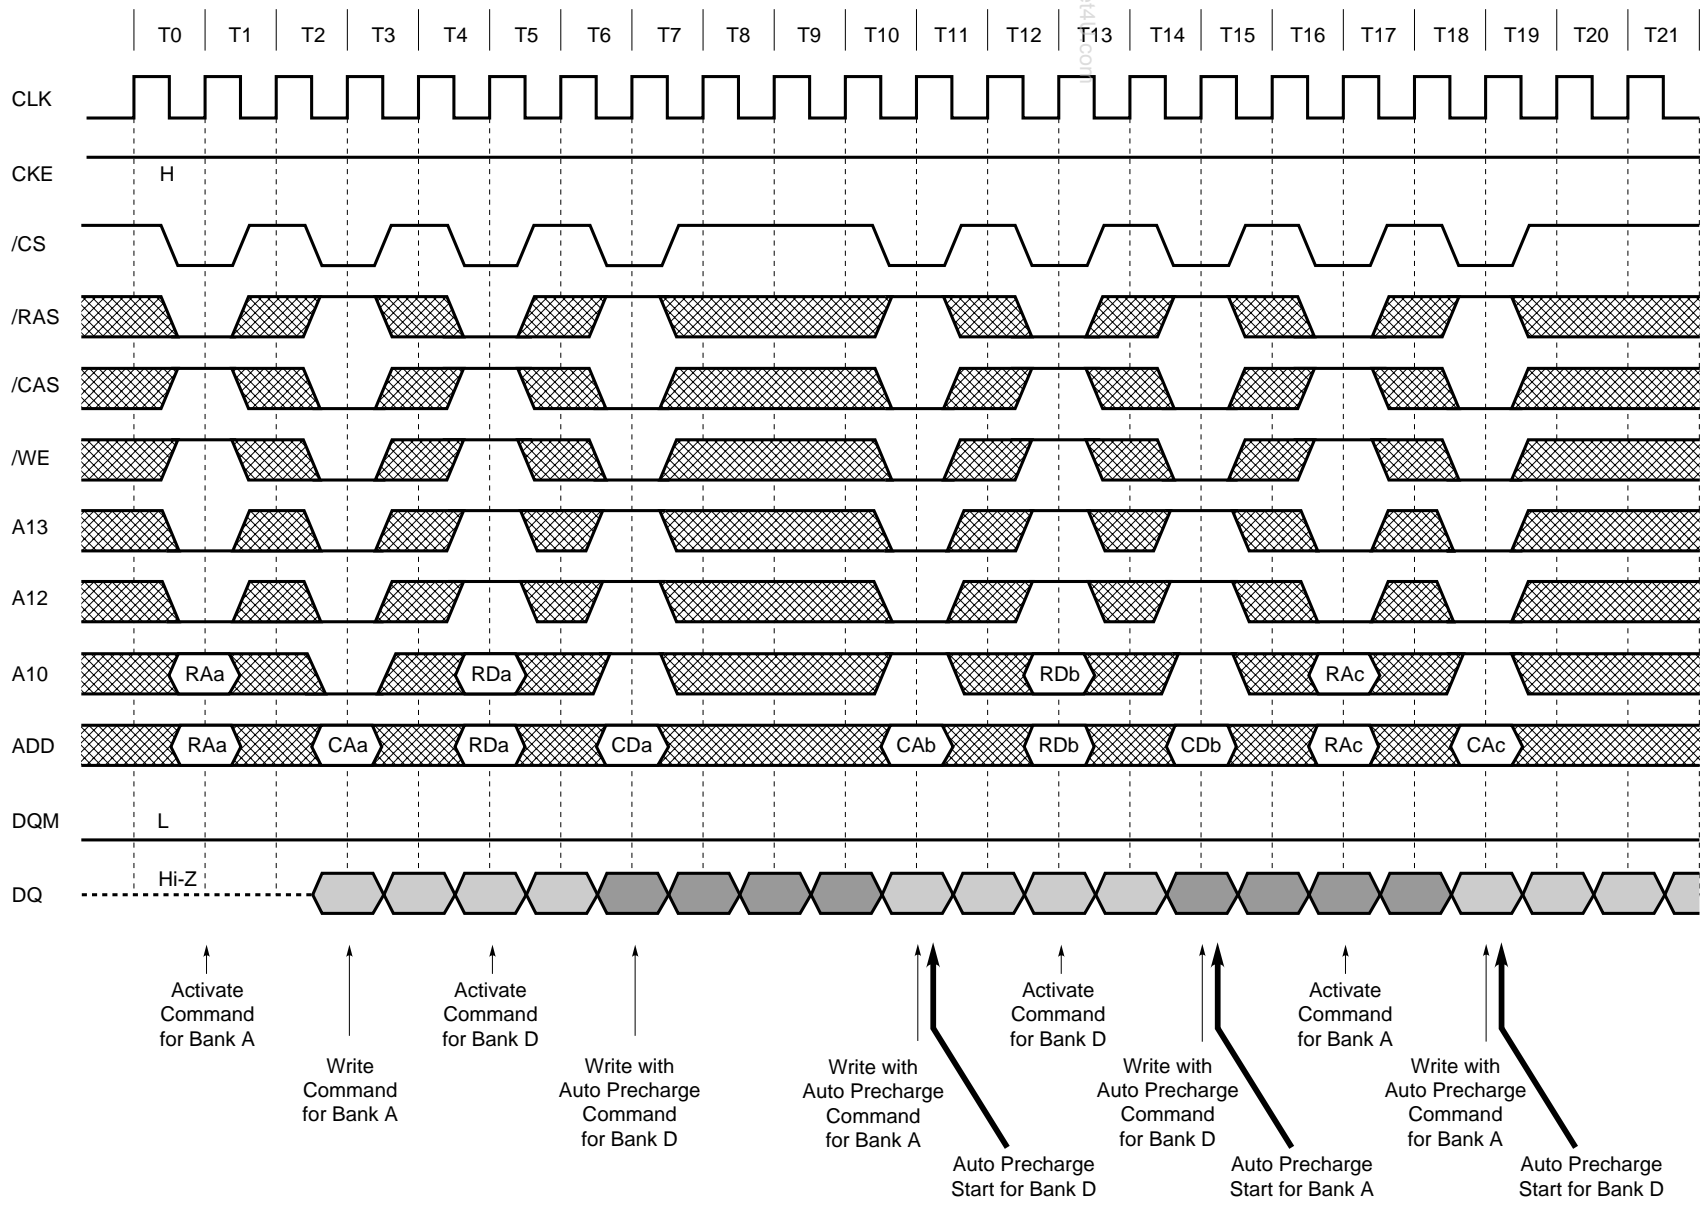 T0 T1 T2 T3 T4 T5 T6 T7 T8 T9 T10 T11 T12 T13 T14 T15 T16 T17 T18 T19 T20 T21
CLK
CKE H
/CS
/RAS
/CAS
/WE
A13
A12
A10 RAa RDa RDb RAc
ADD RAa CAa RDa CDa CAb RDb CDb RAc CAc
DQM L
DQ Hi-Z
Activate
Command
for Bank A
Write
Command
for Bank A
Activate
Command
for Bank D
Write with
Auto Precharge
Command
for Bank D
Write with
Auto Precharge
Command
for Bank A
Auto Precharge
Start for Bank D
Activate
Command
for Bank D
Write with
Auto Precharge
Command
for Bank D
Auto Precharge
Start for Bank A
Activate
Command
for Bank A
Write with
Auto Precharge
Command
for Bank A
Auto Precharge
Start for Bank D